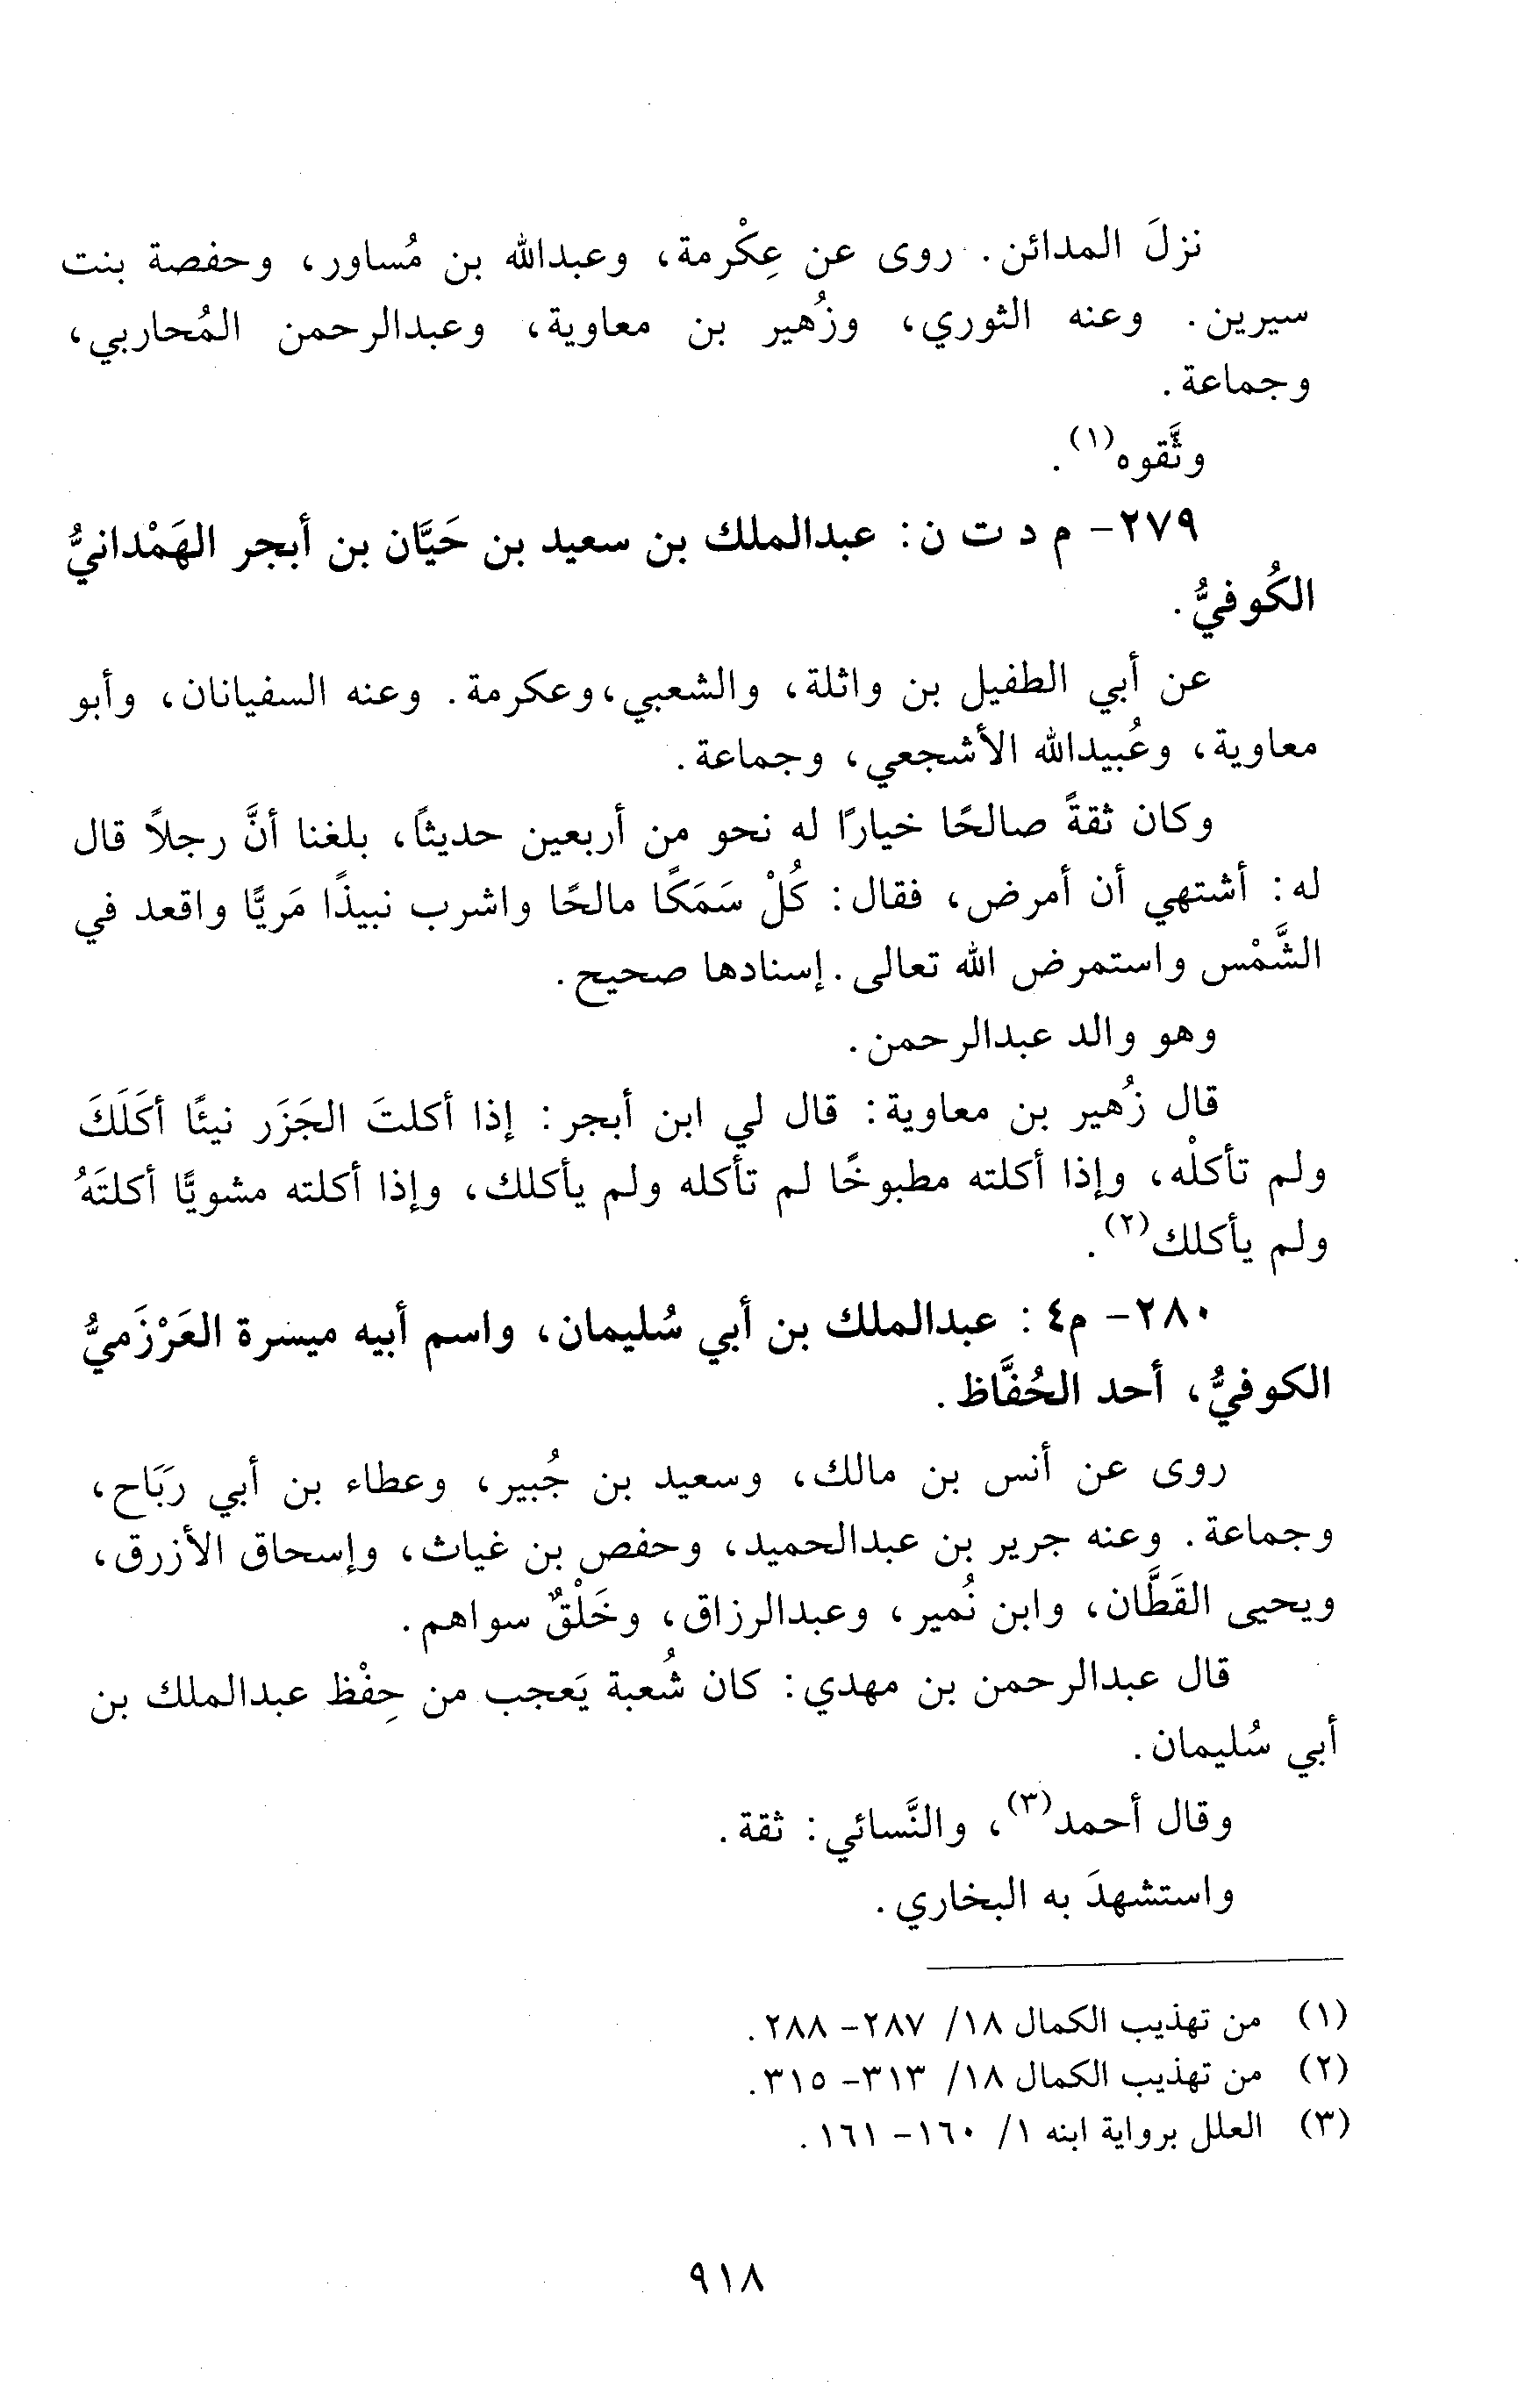 نزلَ المدائن. روى عن عِكْرمة، وعبدالله بن مُساور، وحفصة بنت
سيرين. وعنه الثوري، وزُهير بن معاوية، وعبدالرحمن المُحاربي،
وجماعة.
وثَّقوه(١).
٢٧٩- م د ت ن: عبدالملك بن سعيد بن حَيَّان بن أبجر الهَمْدانيُّ
الكُوفيُّ.
عن أبي الطفيل بن واثلة، والشعبي،وعكرمة. وعنه السفيانان، وأبو
معاوية، وعُبيدالله الأشجعي، وجماعة.
وكان ثقةً صالحًا خيارًا له نحو من أربعين حديثاً، بلغنا أنَّ رجلاً قال
له: أشتهي أن أمرض، فقال: كُلْ سَمَكًا مالحًا واشرب نبيذًا مَريًّا واقعد في
الشَّمْس واستمرض الله تعالى. إسنادها صحيح.
وهو والد عبدالرحمن.
قال زُهير بن معاوية: قال لي ابن أبجر: إذا أكلتَ الجَزَر نيئًا أكَلَكَ
ولم تأكلْه، وإذا أكلته مطبوخًا لم تأكله ولم يأكلك، وإذا أكلته مشويًّا أكلتَهُ
ولم يأكلك(٢).
٢٨٠- م٤: عبدالملك بن أبي سُليمان، واسم أبيه ميسرة العَرْزَميُّ
الكوفيُّ، أحد الحُفَّاظ.
روى عن أنس بن مالك، وسعيد بن جُبير، وعطاء بن أبي ربَاح،
وجماعة. وعنه جرير بن عبدالحميد، وحفص بن غياث، وإسحاق الأزرق،
ويحيى القَطَّان، وابن نُمير، وعبدالرزاق، وخَلْقٌ سواهم.
قال عبدالرحمن بن مهدي: كان شُعبة يَعجب من حِفْظ عبدالملك بن
أبي سُليمان.
وقال أحمد(٣)، والنَّسائي: ثقة.
واستشهدَ به البخاري.
(١) من تهذيب الكمال ١٨/ ٢٨٧- ٢٨٨.
(٢) من تهذيب الكمال ١٨/ ٣١٣- ٣١٥.
(٣) العلل برواية ابنه ١/ ١٦٠- ١٦١.
٩١٨